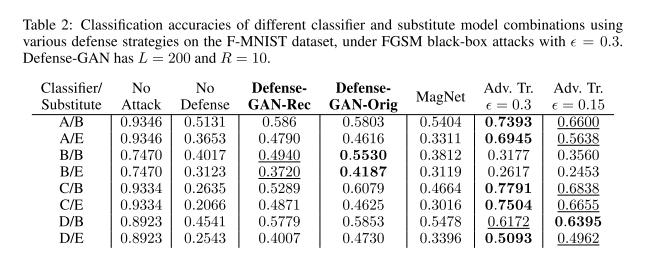 Table 2: Classification accuracies of different classifier and substitute model combinations using
various defense strategies on the F-MNIST dataset, under FGSM black-box attacks with ϵ = 0.3.
Defense-GAN has L = 200 and R = 10.
Classifier/ No No Defense- Defense- MagNet Adv. Tr. Adv. Tr.
Substitute Attack Defense GAN-Rec GAN-Orig ϵ = 0.3 ϵ = 0.15
A/B 0.9346 0.5131 0.586 0.5803 0.5404 0.7393 0.6600
A/E 0.9346 0.3653 0.4790 0.4616 0.3311 0.6945 0.5638
B/B 0.7470 0.4017 0.4940 0.5530 0.3812 0.3177 0.3560
B/E 0.7470 0.3123 0.3720 0.4187 0.3119 0.2617 0.2453
C/B 0.9334 0.2635 0.5289 0.6079 0.4664 0.7791 0.6838
C/E 0.9334 0.2066 0.4871 0.4625 0.3016 0.7504 0.6655
D/B 0.8923 0.4541 0.5779 0.5853 0.5478 0.6172 0.6395
D/E 0.8923 0.2543 0.4007 0.4730 0.3396 0.5093 0.4962